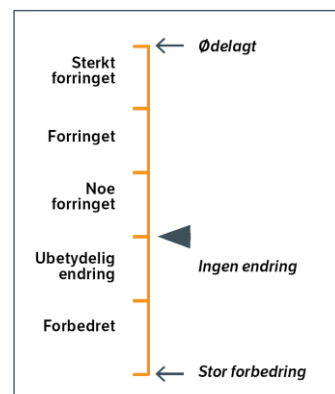 Ødelagt
Sterkt
forringet
Forringet
Noe
forringet
Ubetydelig
endring
Ingen endring
Forbedret
Stor forbedring